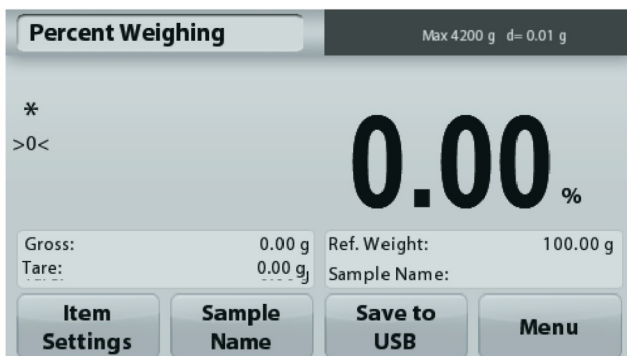 Percent Weighing
Max 4200 g d= 0.01 g
*
>0<
0.00 %
Gross: 0.00 g
Tare: 0.00 g
Ref. Weight: 100.00 g
Sample Name:
Item Settings
Sample Name
Save to USB
Menu